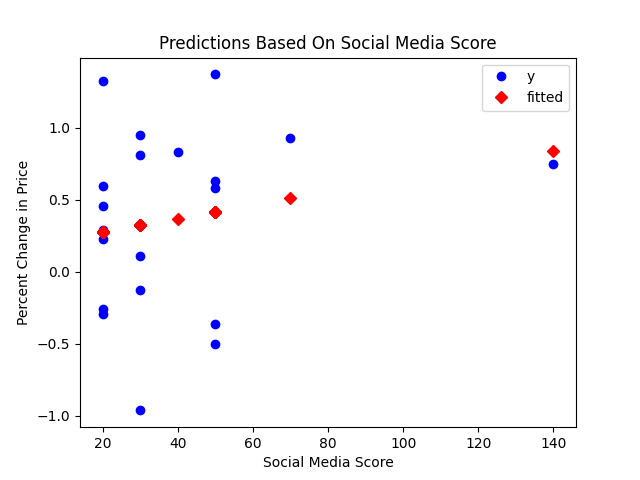 Predictions Based On Social Media Score
y
fitted
Percent Change in Price
1.0
0.5
0.0
−0.5
−1.0
20 40 60 80 100 120 140
Social Media Score